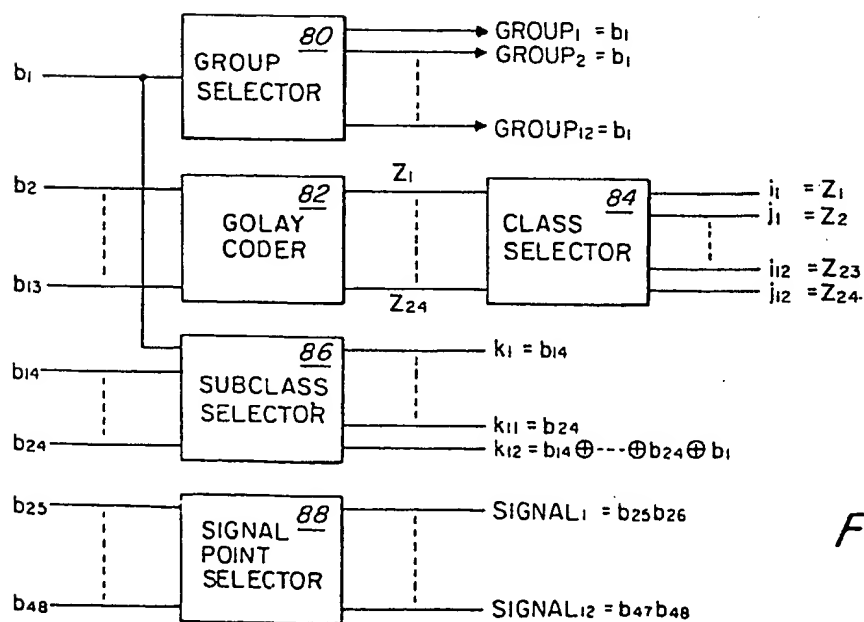 80
GROUP
SELECTOR
b1
GROUP1 = b1
GROUP2 = b1
GROUP12 = b1
b2
b13
82
GOLAY
CODER
Z1
Z24
84
CLASS
SELECTOR
i1 = Z1
j1 = Z2
i12 = Z23
j12 = Z24.
b14
b24
86
SUBCLASS
SELECTOR
k1 = b14
k11 = b24
k12 = b14 ⊕---⊕ b24 ⊕ b1
b25
b48
88
SIGNAL
POINT
SELECTOR
SIGNAL1 = b25b26
SIGNAL12 = b47b48
F